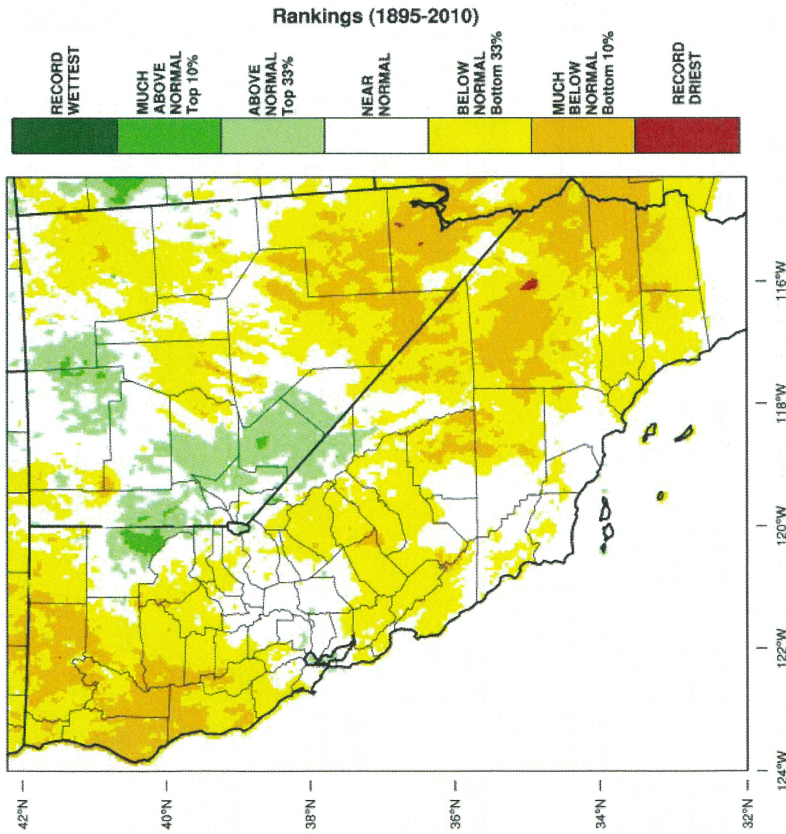 Rankings (1895-2010)
RECORD
WETTEST
MUCH
ABOVE
NORMAL
Top 10%
ABOVE
NORMAL
Top 33%
NEAR
NORMAL
BELOW
NORMAL
Bottom 33%
MUCH
BELOW
NORMAL
Bottom 10%
RECORD
DRIEST
116°W
118°W
120°W
122°W
124°W
42°N
40°N
38°N
36°N
34°N
32°N